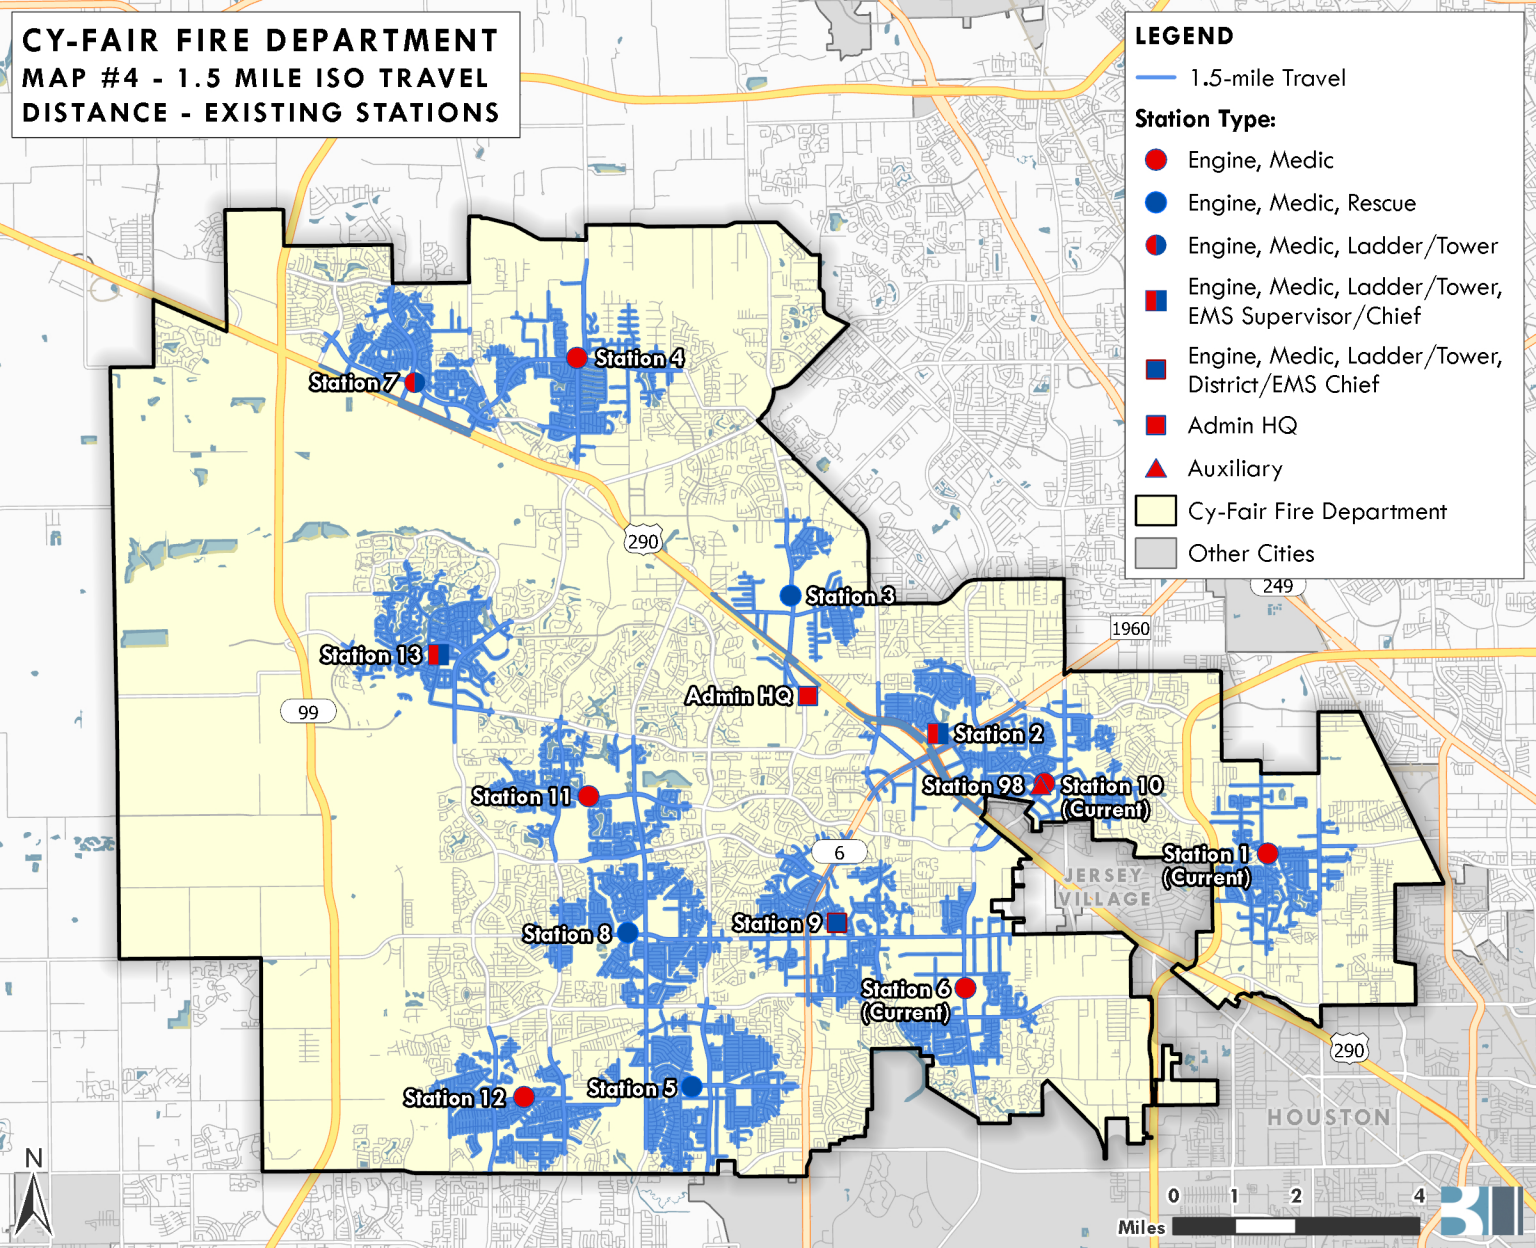 CY-FAIR FIRE DEPARTMENT
MAP #4 - 1.5 MILE ISO TRAVEL
DISTANCE - EXISTING STATIONS
LEGEND
1.5-mile Travel
Station Type:
Engine, Medic
Engine, Medic, Rescue
Engine, Medic, Ladder/Tower
Engine, Medic, Ladder/Tower,
EMS Supervisor/Chief
Engine, Medic, Ladder/Tower,
District/EMS Chief
Admin HQ
Auxiliary
Cy-Fair Fire Department
Other Cities
Station 4
Station 7
290
249
Station 3
1960
Station 13
Admin HQ
99
Station 2
Station 98
Station 10
(Current)
Station 11
6
Station 1
(Current)
JERSEY
VILLAGE
Station 9
Station 8
Station 6
(Current)
290
Station 5
Station 12
HOUSTON
N
0 1 2 4
Miles